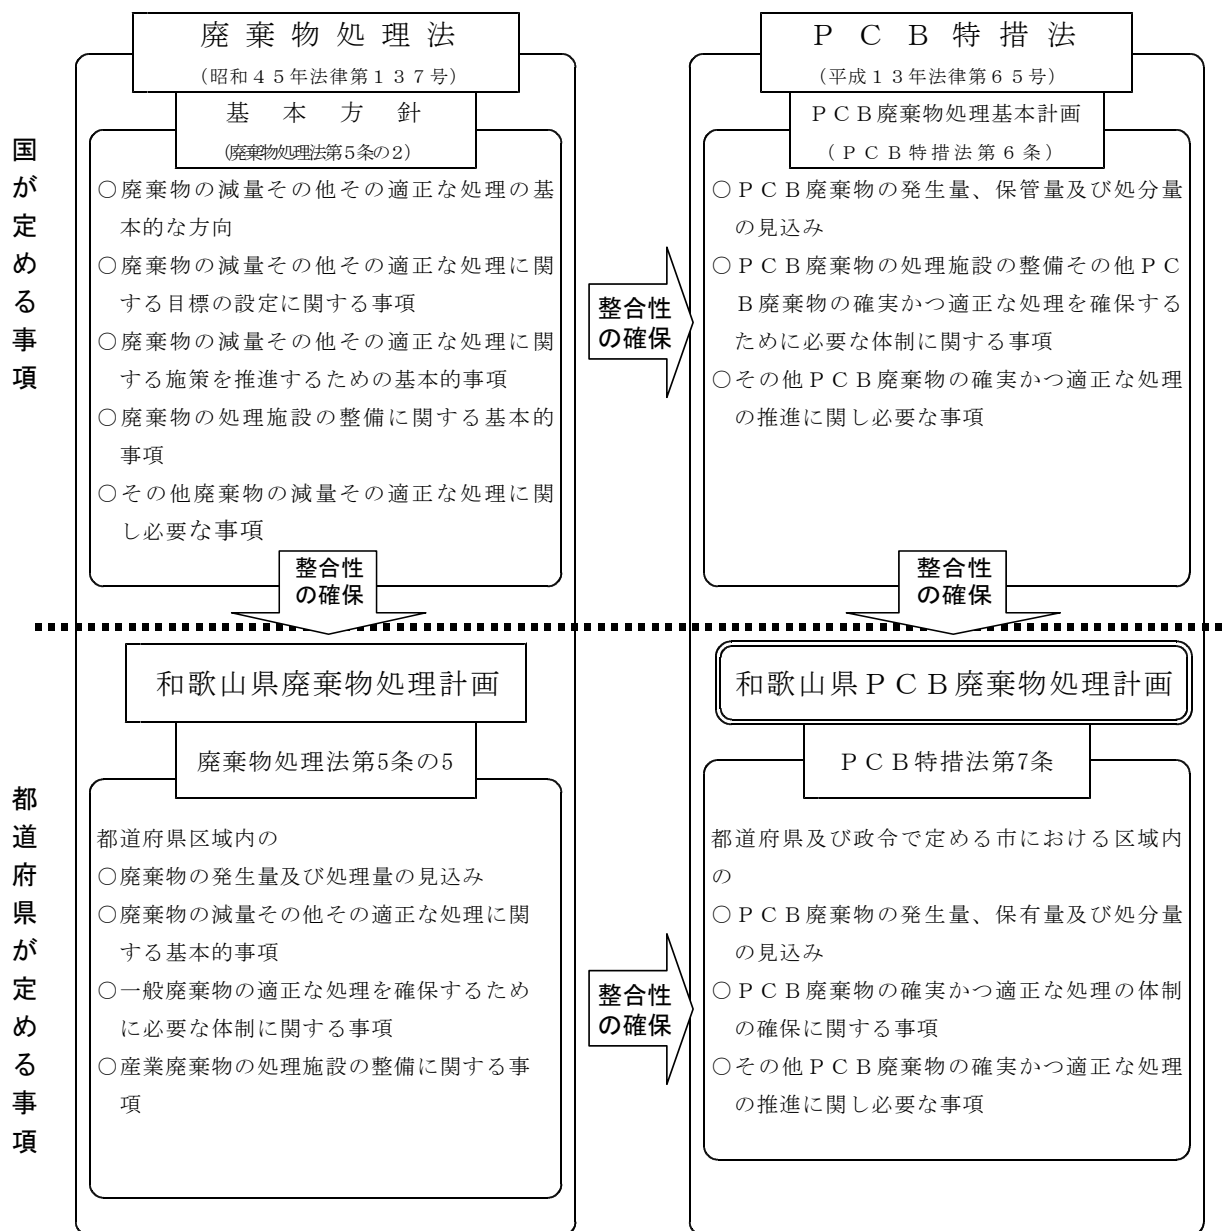 国が定める事項
廃棄物処理法
（昭和４５年法律第１３７号）
基本方針
（廃棄物処理法第５条の２）
○廃棄物の減量その他その適正な処理の基
本的な方向
○廃棄物の減量その他その適正な処理に関
する目標の設定に関する事項
○廃棄物の減量その他その適正な処理に関
する施策を推進するための基本的事項
○廃棄物の処理施設の整備に関する基本的
事項
○その他廃棄物の減量その適正な処理に関
し必要な事項
整合性
の確保
ＰＣＢ特措法
（平成１３年法律第６５号）
ＰＣＢ廃棄物処理基本計画
（ＰＣＢ特措法第６条）
○ＰＣＢ廃棄物の発生量、保管量及び処分量
の見込み
○ＰＣＢ廃棄物の処理施設の整備その他ＰＣ
Ｂ廃棄物の確実かつ適正な処理を確保する
ために必要な体制に関する事項
○その他ＰＣＢ廃棄物の確実かつ適正な処理
の推進に関し必要な事項
整合性
の確保
整合性
の確保
都道府県が定める事項
和歌山県廃棄物処理計画
廃棄物処理法第5条の5
都道府県区域内の
○廃棄物の発生量及び処理量の見込み
○廃棄物の減量その他その適正な処理に関
する基本的事項
○一般廃棄物の適正な処理を確保するため
に必要な体制に関する事項
○産業廃棄物の処理施設の整備に関する事
項
整合性
の確保
和歌山県ＰＣＢ廃棄物処理計画
ＰＣＢ特措法第7条
都道府県及び政令で定める市における区域内
の
○ＰＣＢ廃棄物の発生量、保有量及び処分量
の見込み
○ＰＣＢ廃棄物の確実かつ適正な処理の体制
の確保に関する事項
○その他ＰＣＢ廃棄物の確実かつ適正な処理
の推進に関し必要な事項